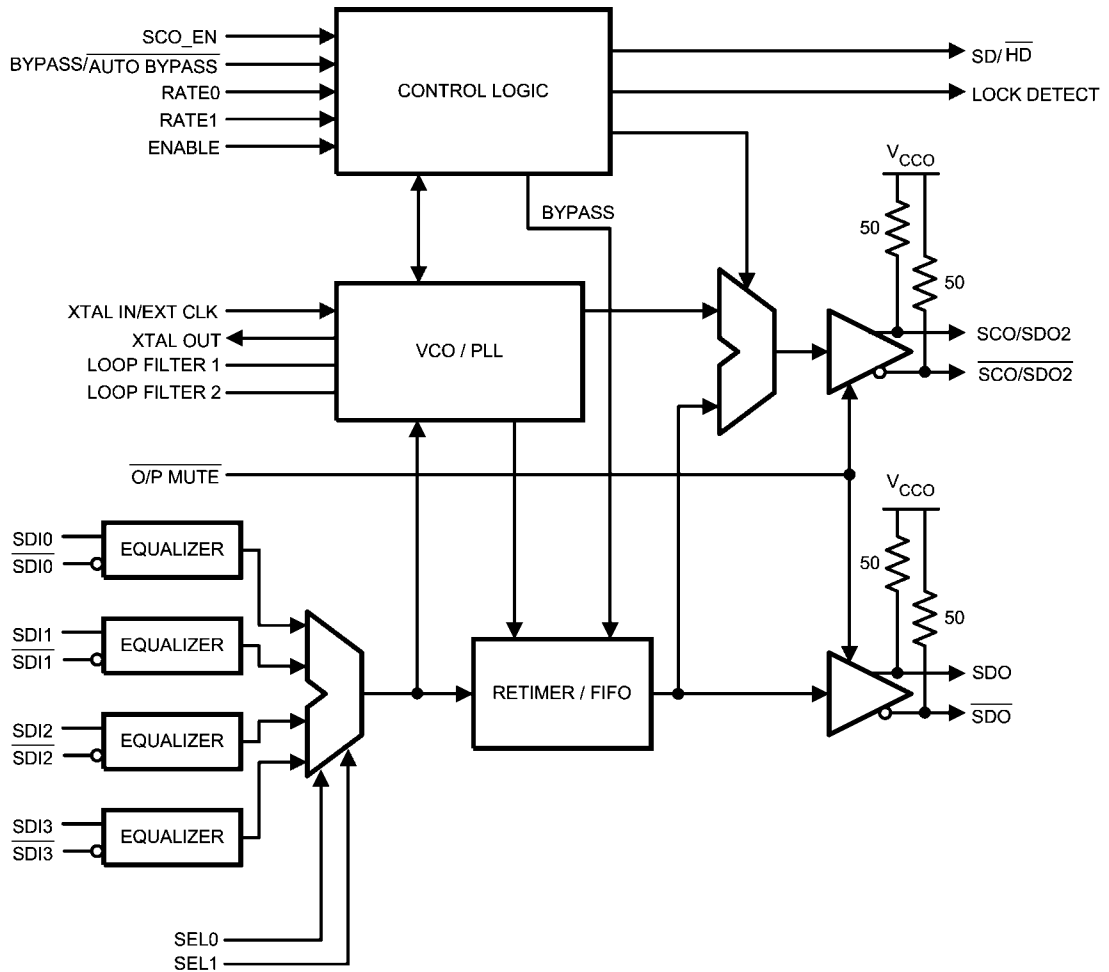 SCO_EN
BYPASS/AUTO BYPASS
RATE0
RATE1
ENABLE
CONTROL LOGIC
SD/HD
LOCK DETECT
BYPASS
VCCO
50
50
XTAL IN/EXT CLK
XTAL OUT
LOOP FILTER 1
LOOP FILTER 2
VCO / PLL
SCO/SDO2
SCO/SDO2
O/P MUTE
VCCO
50
50
SDI0
SDI0
EQUALIZER
SDI1
SDI1
EQUALIZER
SDI2
SDI2
EQUALIZER
SDI3
SDI3
EQUALIZER
RETIMER / FIFO
SDO
SDO
SEL0
SEL1